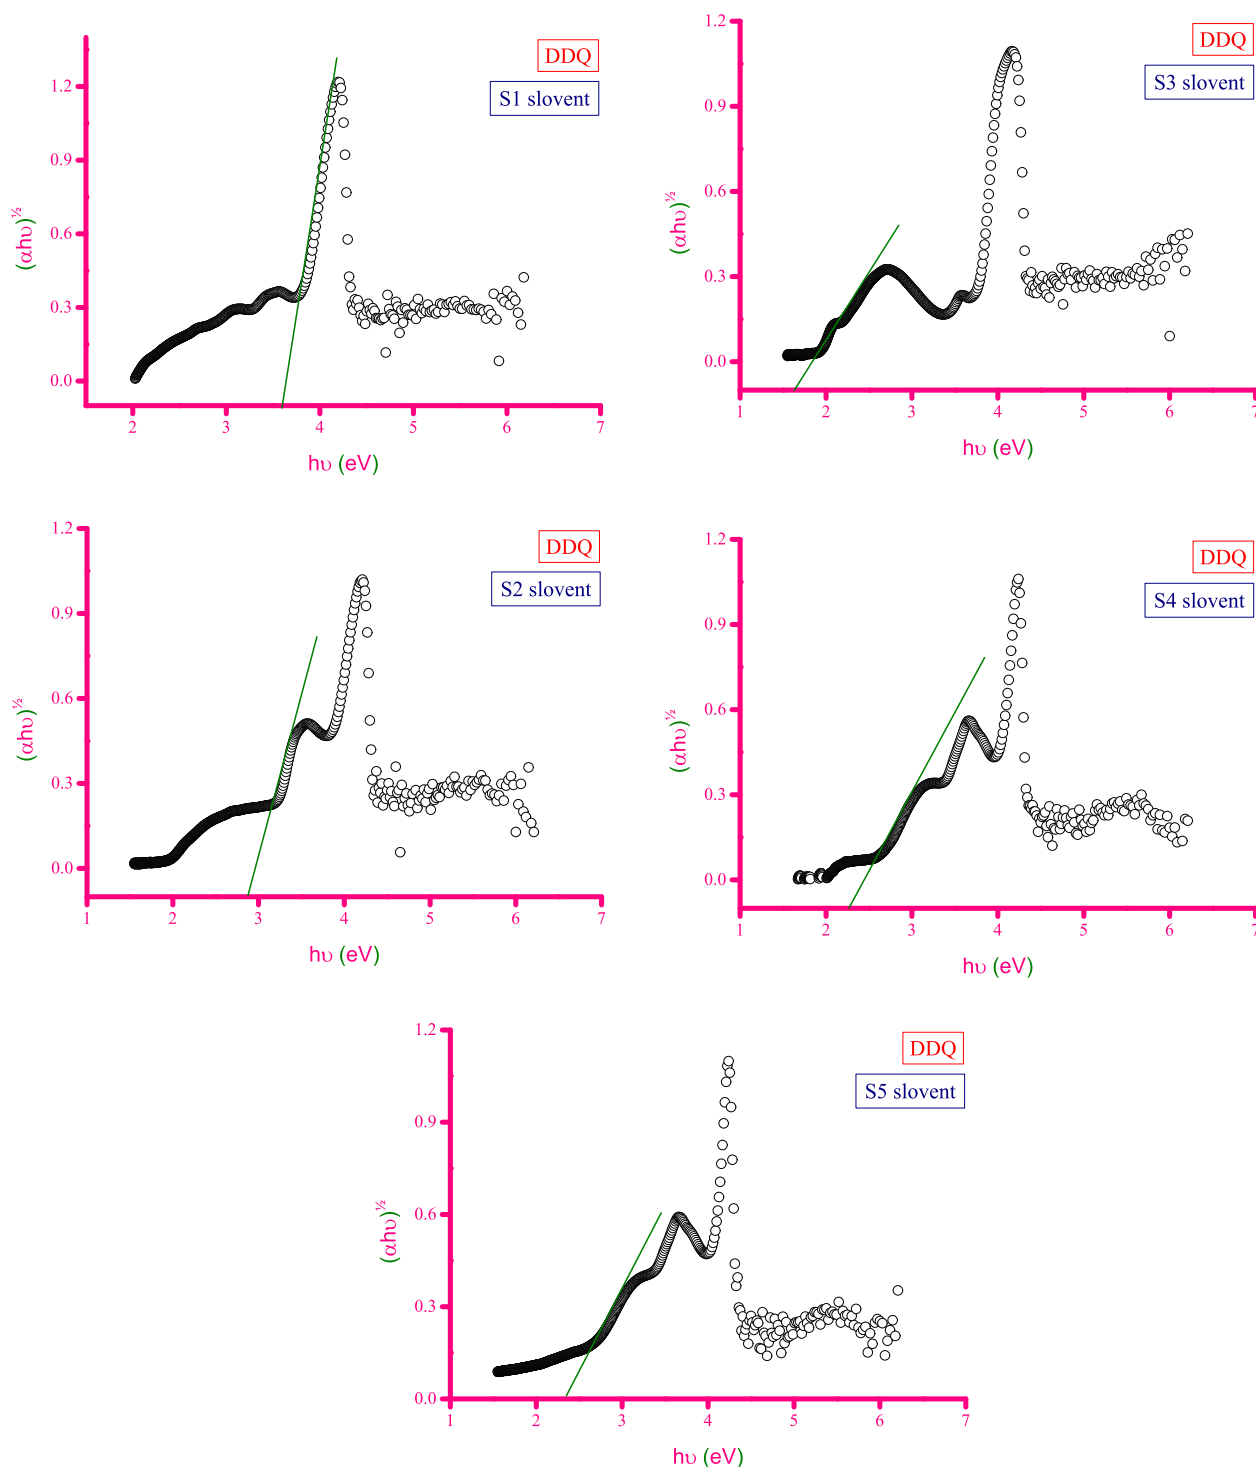 DDQ
S1 slovent
(αhυ)^½
1.2
0.9
0.6
0.3
0.0
2 3 4 5 6 7
hυ (eV)
DDQ
S3 slovent
(αhυ)^½
1.2
0.9
0.6
0.3
0.0
1 2 3 4 5 6 7
hυ (eV)
DDQ
S2 slovent
(αhυ)^½
1.2
0.9
0.6
0.3
0.0
1 2 3 4 5 6 7
hυ (eV)
DDQ
S4 slovent
(αhυ)^½
1.2
0.9
0.6
0.3
0.0
1 2 3 4 5 6 7
hυ (eV)
DDQ
S5 slovent
(αhυ)^½
1.2
0.9
0.6
0.3
0.0
1 2 3 4 5 6 7
hυ (eV)